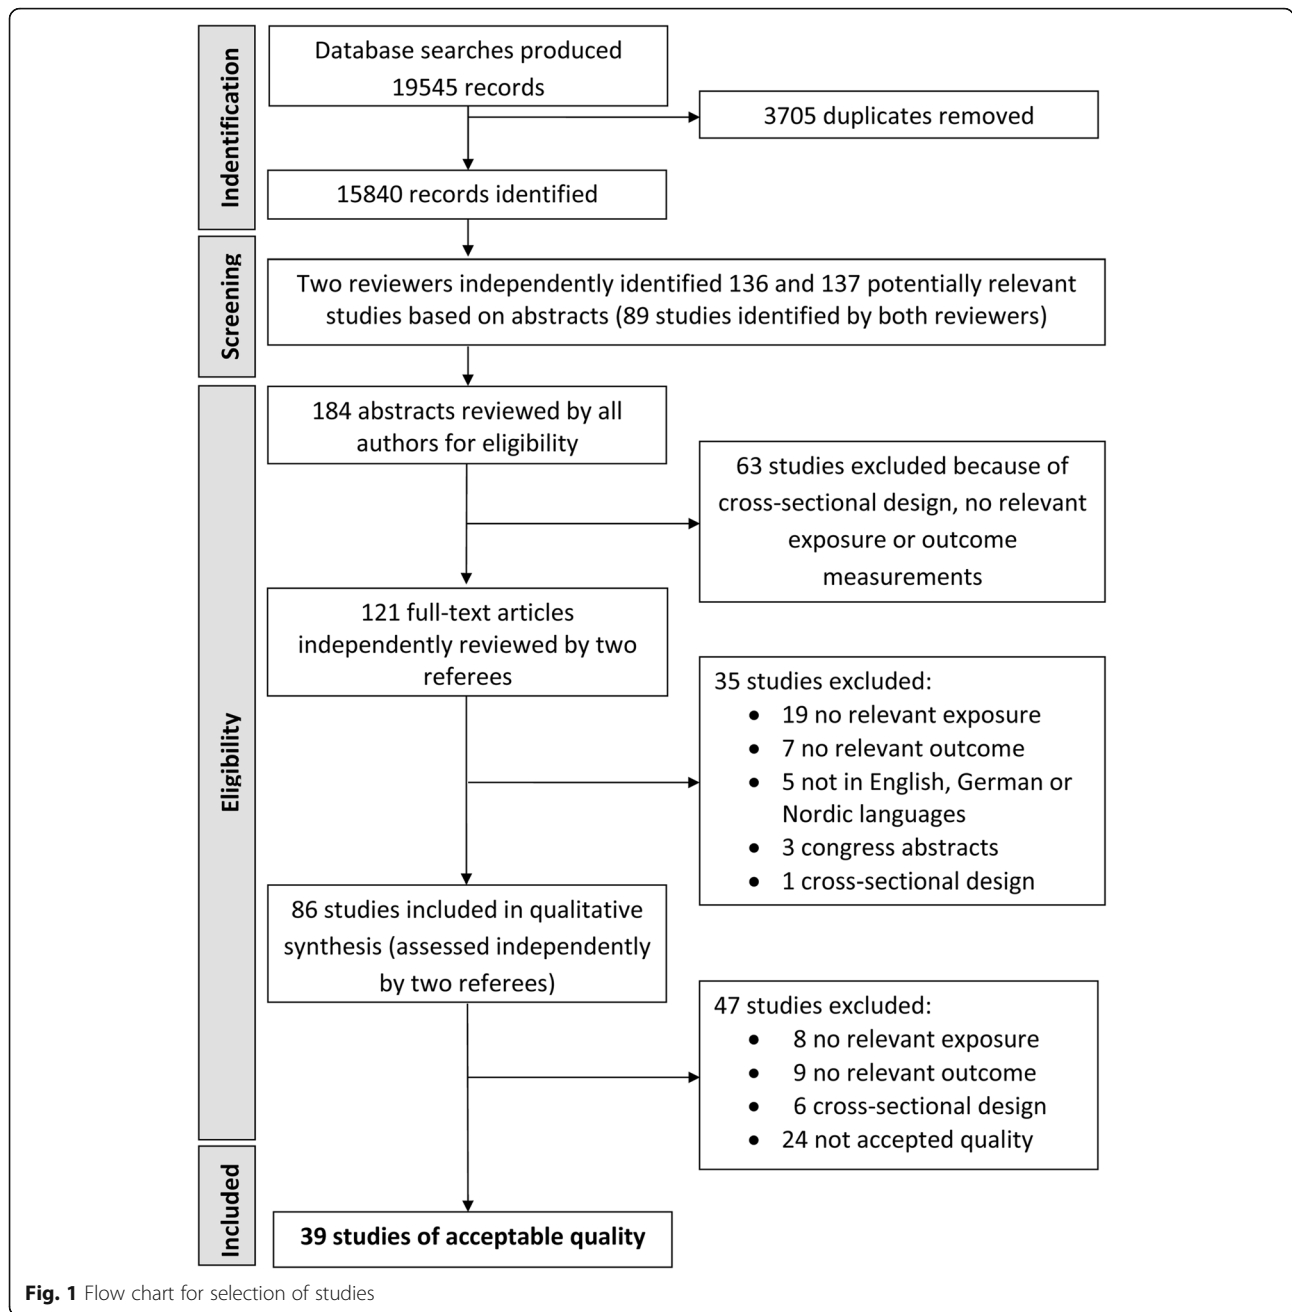 Indentification
Database searches produced
19545 records
3705 duplicates removed
15840 records identified
Screening
Two reviewers independently identified 136 and 137 potentially relevant
studies based on abstracts (89 studies identified by both reviewers)
Eligibility
184 abstracts reviewed by all
authors for eligibility
63 studies excluded because of
cross-sectional design, no relevant
exposure or outcome
measurements
121 full-text articles
independently reviewed by two
referees
35 studies excluded:
• 19 no relevant exposure
• 7 no relevant outcome
• 5 not in English, German or
Nordic languages
• 3 congress abstracts
• 1 cross-sectional design
86 studies included in qualitative
synthesis (assessed independently
by two referees)
47 studies excluded:
• 8 no relevant exposure
• 9 no relevant outcome
• 6 cross-sectional design
• 24 not accepted quality
Included
39 studies of acceptable quality
Fig. 1 Flow chart for selection of studies